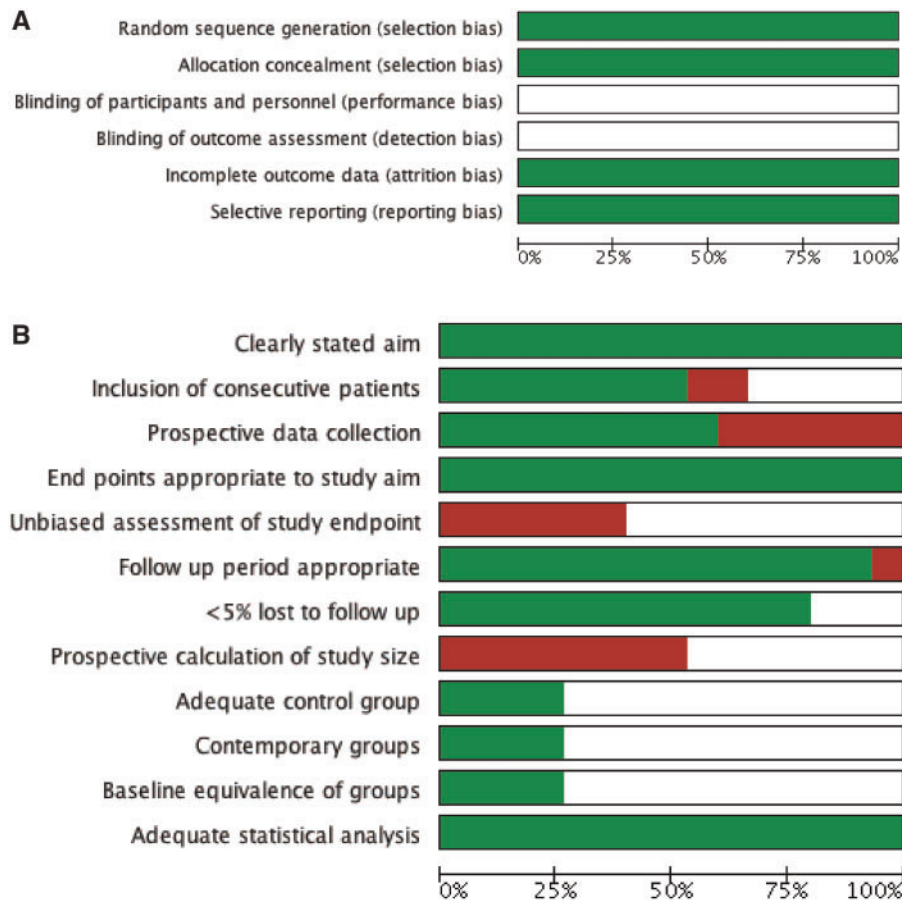 A
Random sequence generation (selection bias)
Allocation concealment (selection bias)
Blinding of participants and personnel (performance bias)
Blinding of outcome assessment (detection bias)
Incomplete outcome data (attrition bias)
Selective reporting (reporting bias)
0% 25% 50% 75% 100%
B
Clearly stated aim
Inclusion of consecutive patients
Prospective data collection
End points appropriate to study aim
Unbiased assessment of study endpoint
Follow up period appropriate
<5% lost to follow up
Prospective calculation of study size
Adequate control group
Contemporary groups
Baseline equivalence of groups
Adequate statistical analysis
0% 25% 50% 75% 100%